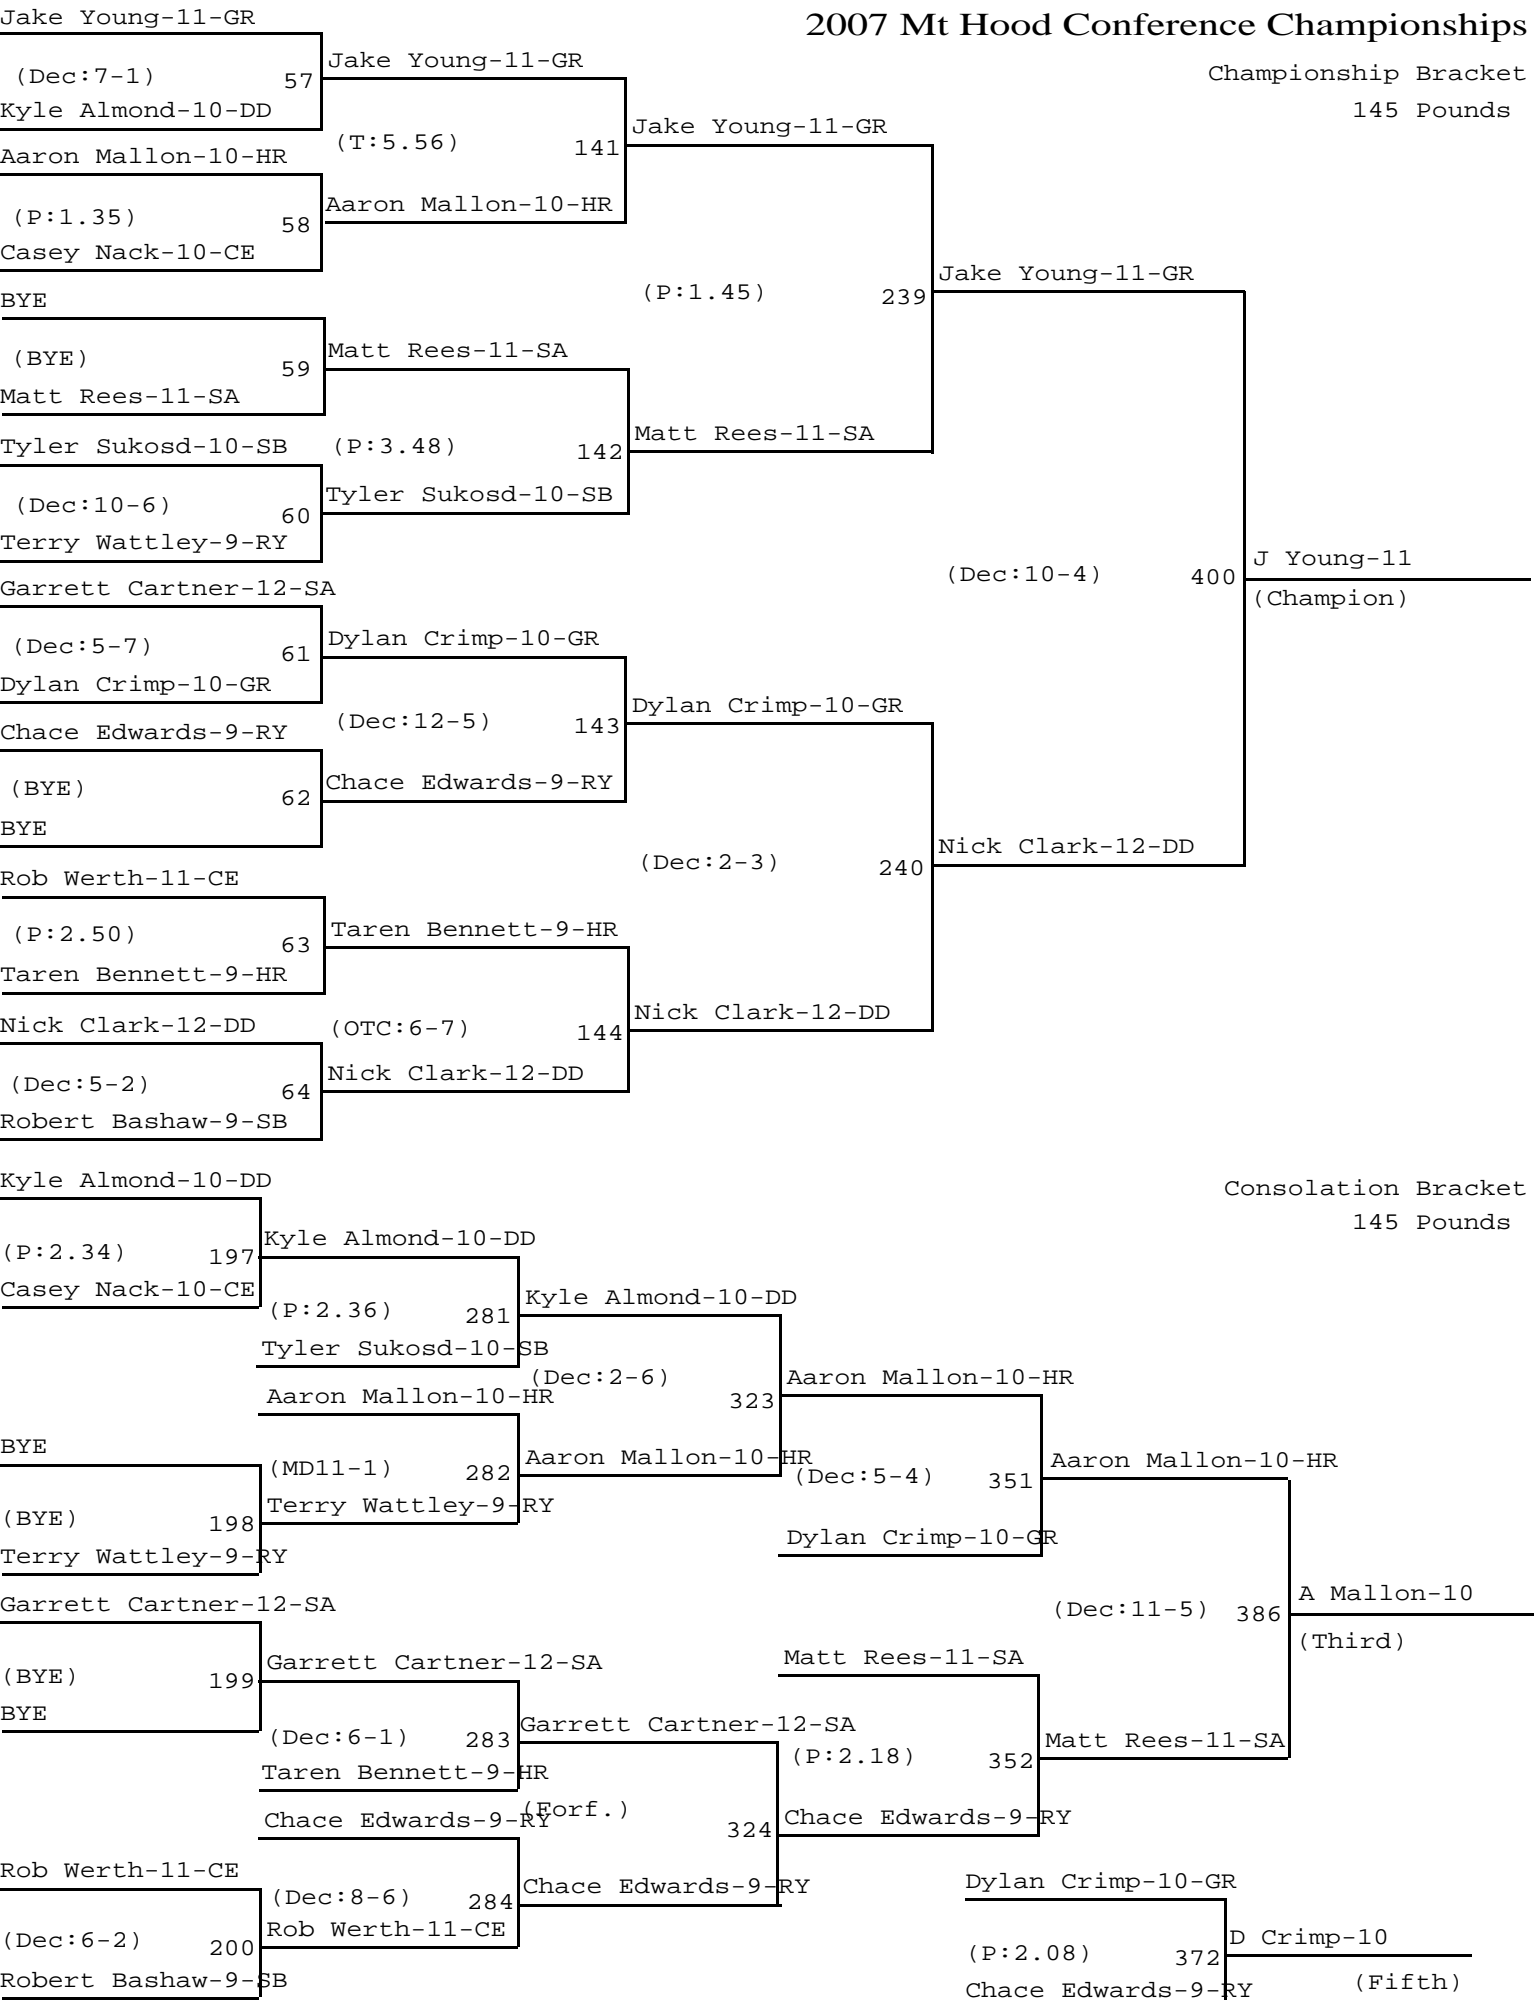 2007 Mt Hood Conference Championships
Championship Bracket
145 Pounds
Jake Young-11-GR
(Dec:7-1) 57
Kyle Almond-10-DD
Aaron Mallon-10-HR
(P:1.35) 58
Casey Nack-10-CE
BYE
(BYE) 59
Matt Rees-11-SA
Tyler Sukosd-10-SB
(Dec:10-6) 60
Terry Wattley-9-RY
Garrett Cartner-12-SA
(Dec:5-7) 61
Dylan Crimp-10-GR
Chace Edwards-9-RY
(BYE) 62
BYE
Rob Werth-11-CE
(P:2.50) 63
Taren Bennett-9-HR
Nick Clark-12-DD
(Dec:5-2) 64
Robert Bashaw-9-SB
Jake Young-11-GR
(T:5.56) 141
Aaron Mallon-10-HR
Matt Rees-11-SA
(P:3.48) 142
Tyler Sukosd-10-SB
Dylan Crimp-10-GR
(Dec:12-5) 143
Chace Edwards-9-RY
Taren Bennett-9-HR
(OTC:6-7) 144
Nick Clark-12-DD
Jake Young-11-GR
(P:1.45) 239
Matt Rees-11-SA
Dylan Crimp-10-GR
(Dec:2-3) 240
Nick Clark-12-DD
Jake Young-11-GR
(Dec:10-4) 400
Nick Clark-12-DD
J Young-11
(Champion)
Consolation Bracket
145 Pounds
Kyle Almond-10-DD
(P:2.34) 197
Casey Nack-10-CE
BYE
(BYE) 198
Terry Wattley-9-RY
Garrett Cartner-12-SA
(BYE) 199
BYE
Rob Werth-11-CE
(Dec:6-2) 200
Robert Bashaw-9-SB
Kyle Almond-10-DD
(P:2.36) 281
Tyler Sukosd-10-SB
Aaron Mallon-10-HR
(MD11-1) 282
Terry Wattley-9-RY
Garrett Cartner-12-SA
(Dec:6-1) 283
Taren Bennett-9-HR
Chace Edwards-9-RY
(Dec:8-6) 284
Rob Werth-11-CE
Kyle Almond-10-DD
(Dec:2-6) 323
Aaron Mallon-10-HR
Garrett Cartner-12-SA
(Forf.) 324
Chace Edwards-9-RY
Aaron Mallon-10-HR
(Dec:5-4) 351
Dylan Crimp-10-GR
Matt Rees-11-SA
(P:2.18) 352
Chace Edwards-9-RY
Aaron Mallon-10-HR
(Dec:11-5) 386
Matt Rees-11-SA
A Mallon-10
(Third)
Dylan Crimp-10-GR
(P:2.08) 372
Chace Edwards-9-RY
D Crimp-10
(Fifth)